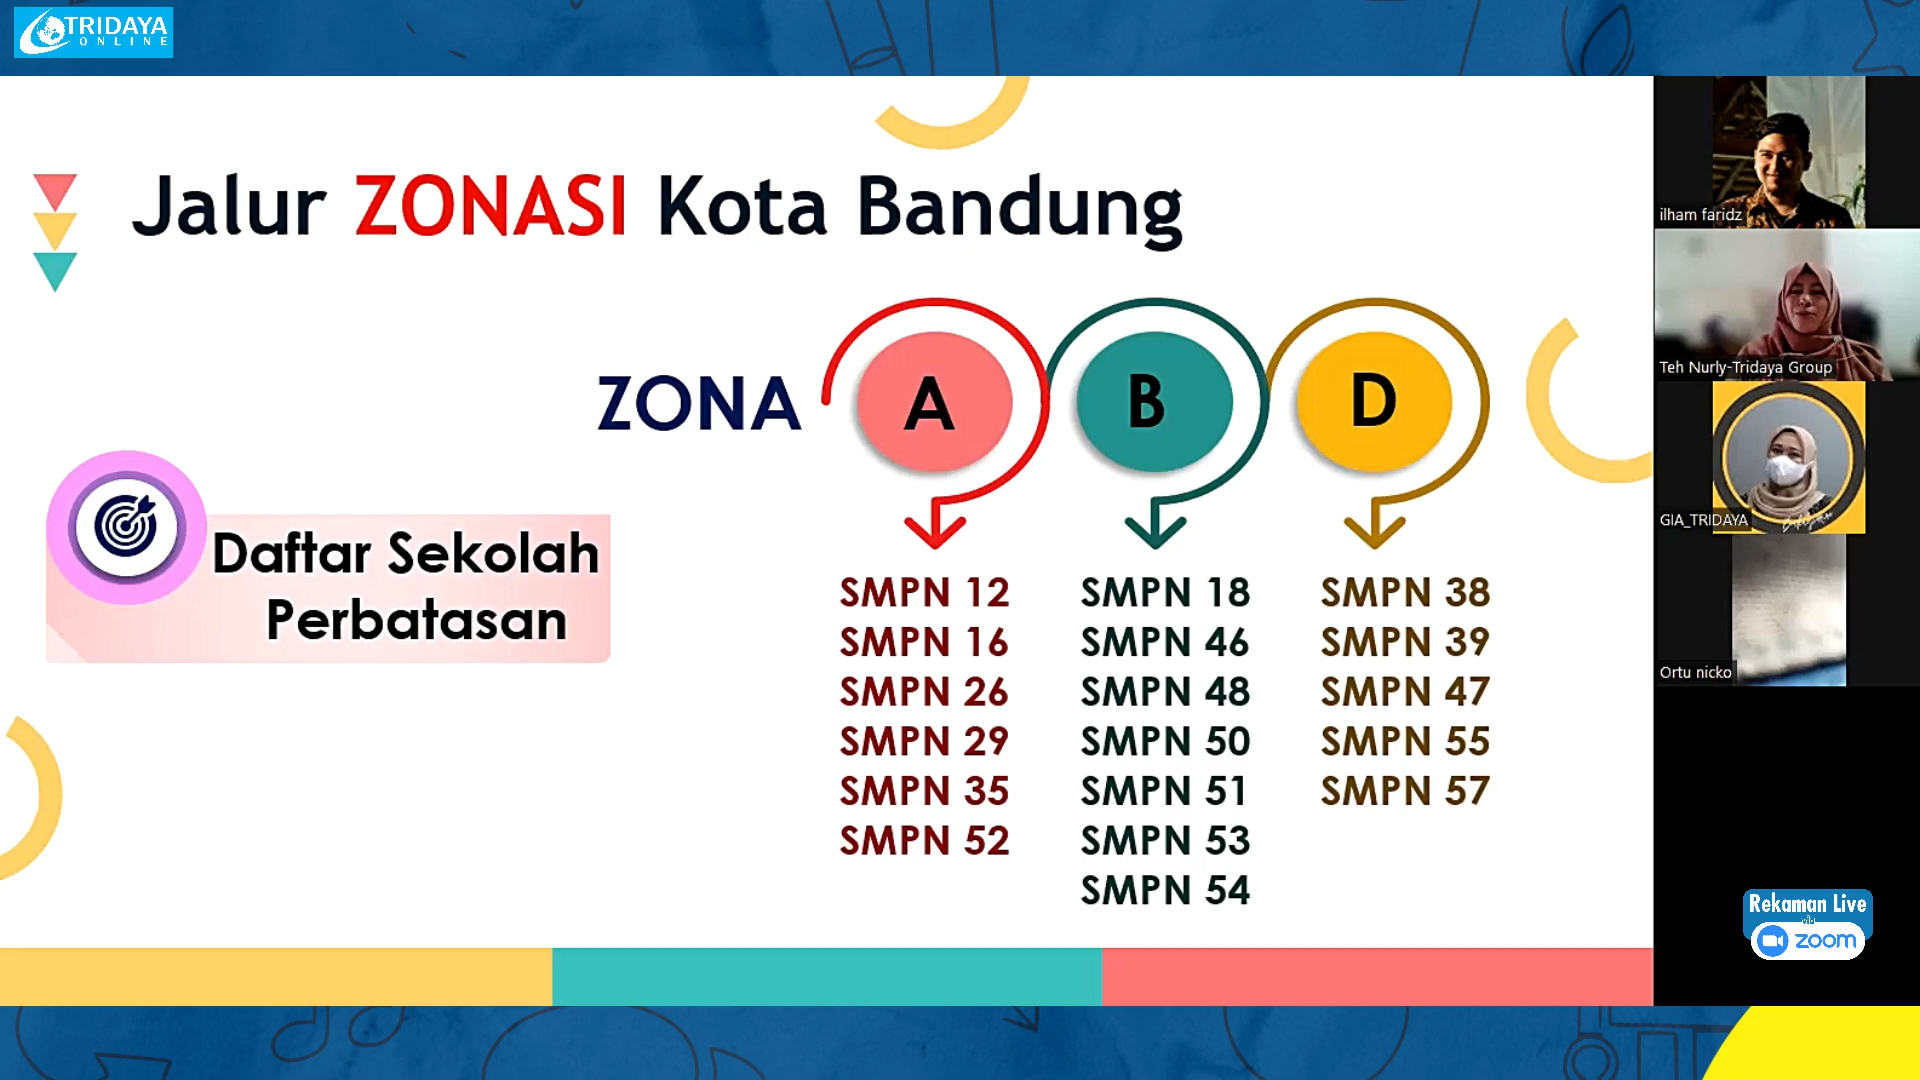 TRIDAYA
ONLINE
Jalur ZONASI Kota Bandung
ZONA
A
B
D
Daftar Sekolah
Perbatasan
SMPN 12
SMPN 16
SMPN 26
SMPN 29
SMPN 35
SMPN 52
SMPN 18
SMPN 46
SMPN 48
SMPN 50
SMPN 51
SMPN 53
SMPN 54
SMPN 38
SMPN 39
SMPN 47
SMPN 55
SMPN 57
ilham faridz
Teh Nurly-Tridaya Group
GIA_TRIDAYA
Ortu nicko
Rekaman Live
via
zoom